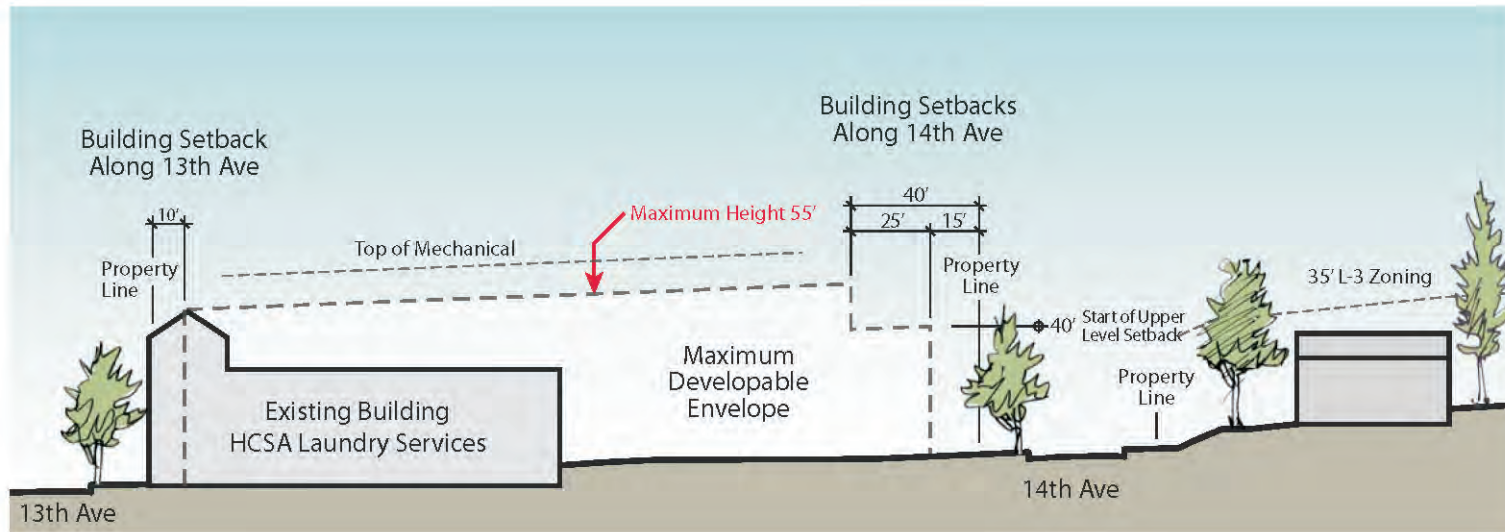 Building Setback
Along 13th Ave
10'
Property
Line
Top of Mechanical
Maximum Height 55'
Building Setbacks
Along 14th Ave
40'
25'
15'
Property
Line
40'
Start of Upper
Level Setback
35' L-3 Zoning
Property
Line
Maximum
Developable
Envelope
Existing Building
HCSA Laundry Services
13th Ave
14th Ave